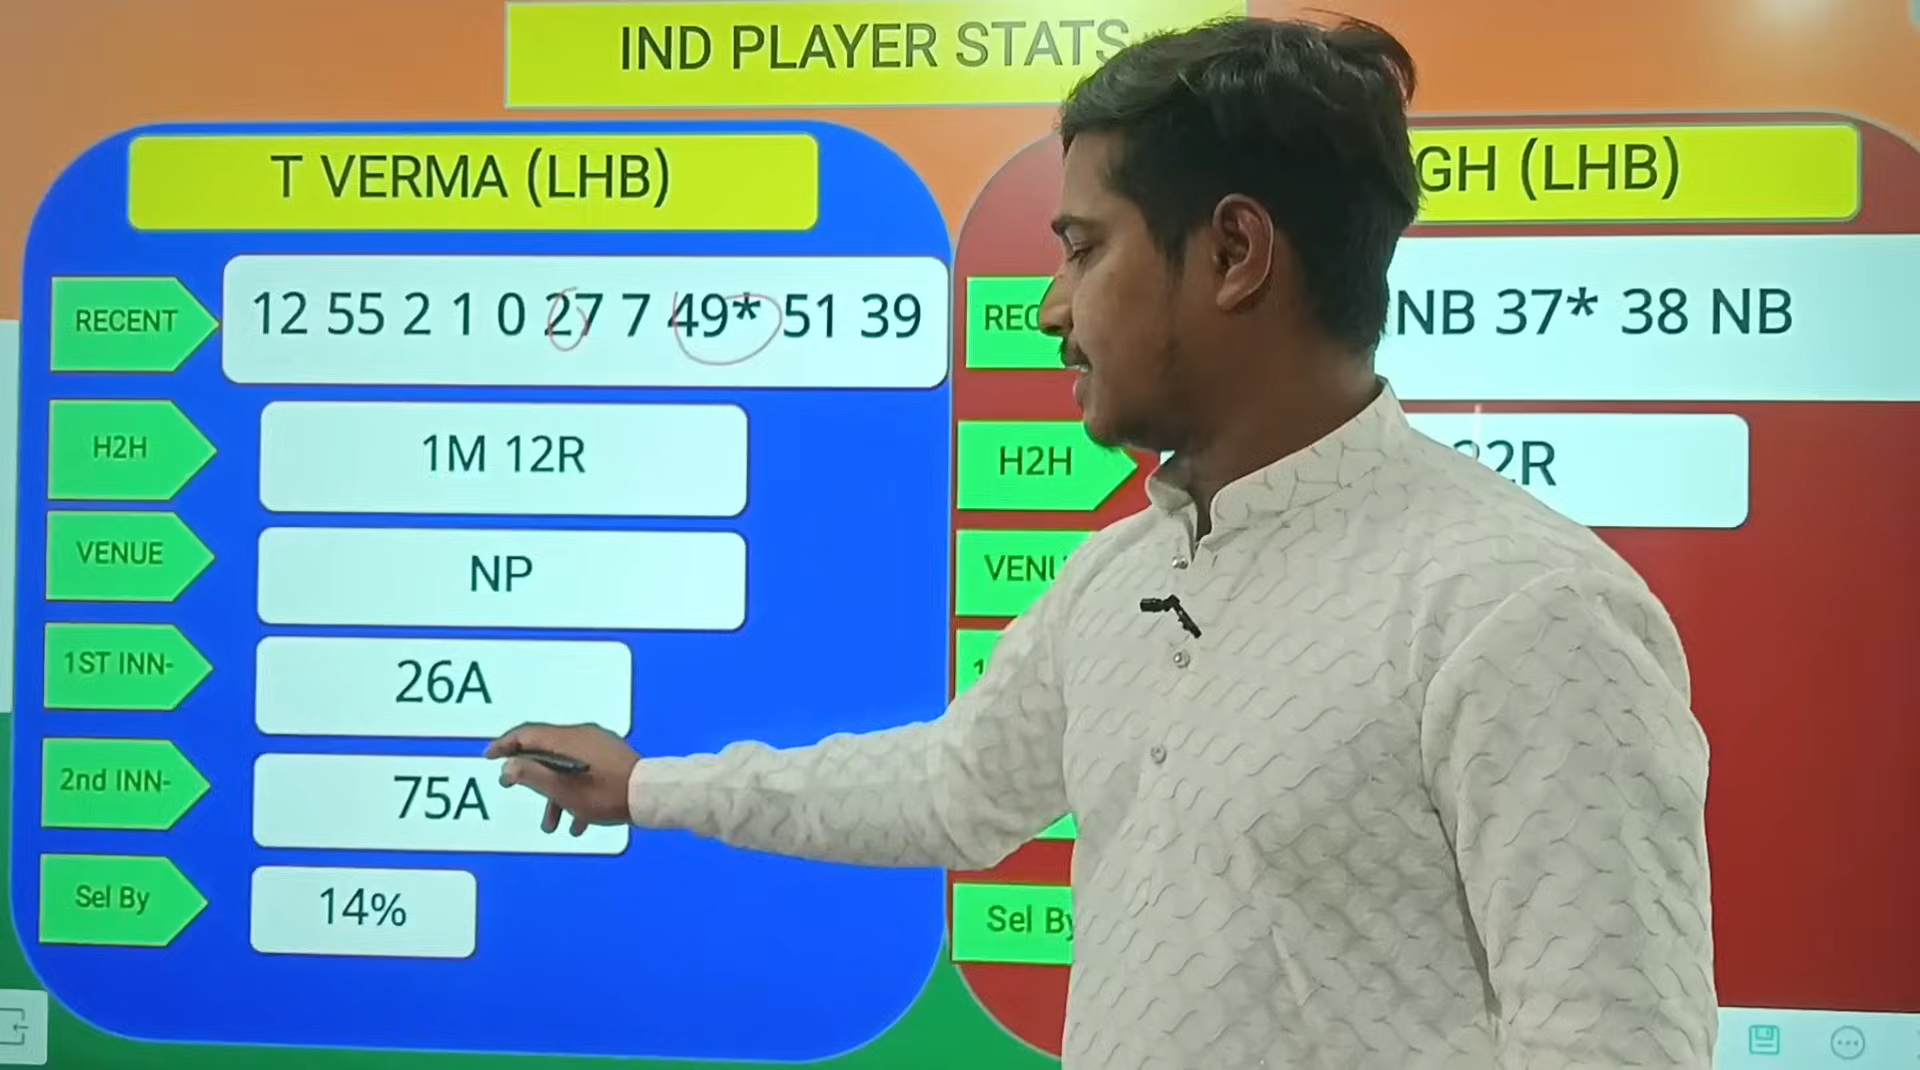 IND PLAYER STATS
T VERMA (LHB)
RECENT
12 55 2 1 0 27 7 49* 51 39
H2H
1M 12R
VENUE
NP
1ST INN-
26A
2nd INN-
75A
Sel By
14%
GH (LHB)
NB 37* 38 NB
H2H
2R
Sel By